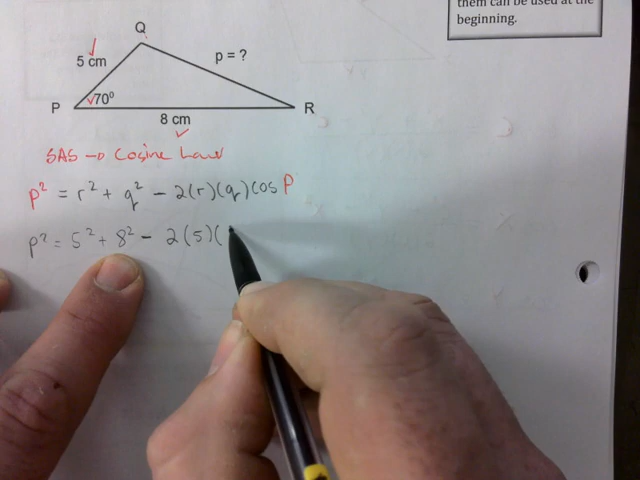 them can be used at the
beginning.
Q
5 cm
p = ?
P
70º
R
8 cm
SAS → Cosine Law
p² = r² + q² - 2(r)(q) cos P
p² = 5² + 8² - 2(5)(